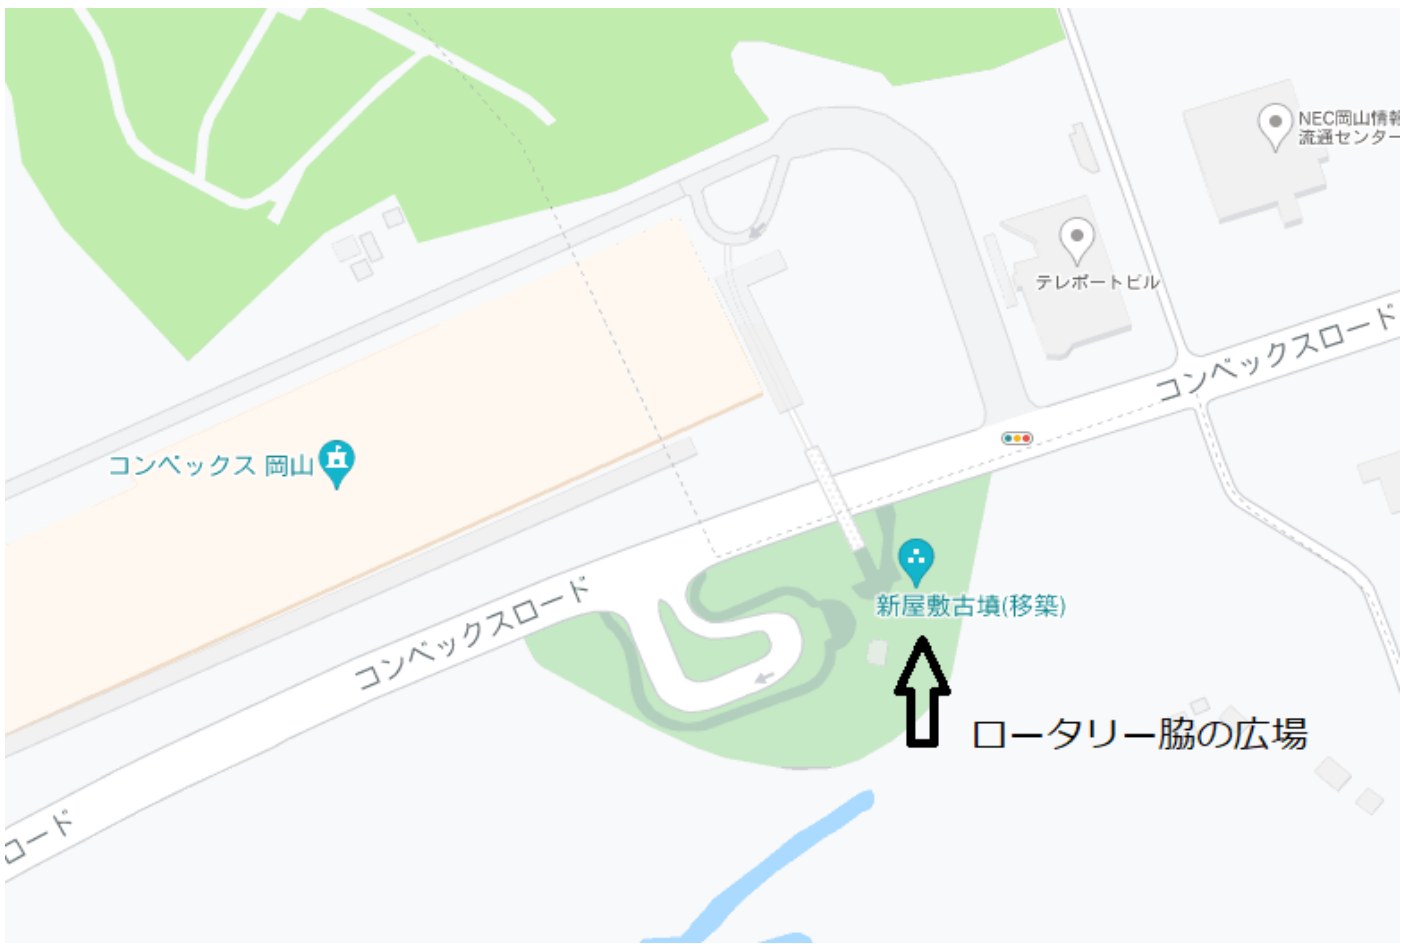 NEC岡山情報
流通センター
テレポートビル
コンベックスロード
コンベックス 岡山
新屋敷古墳(移築)
コンベックスロード
ロータリー脇の広場
ロード